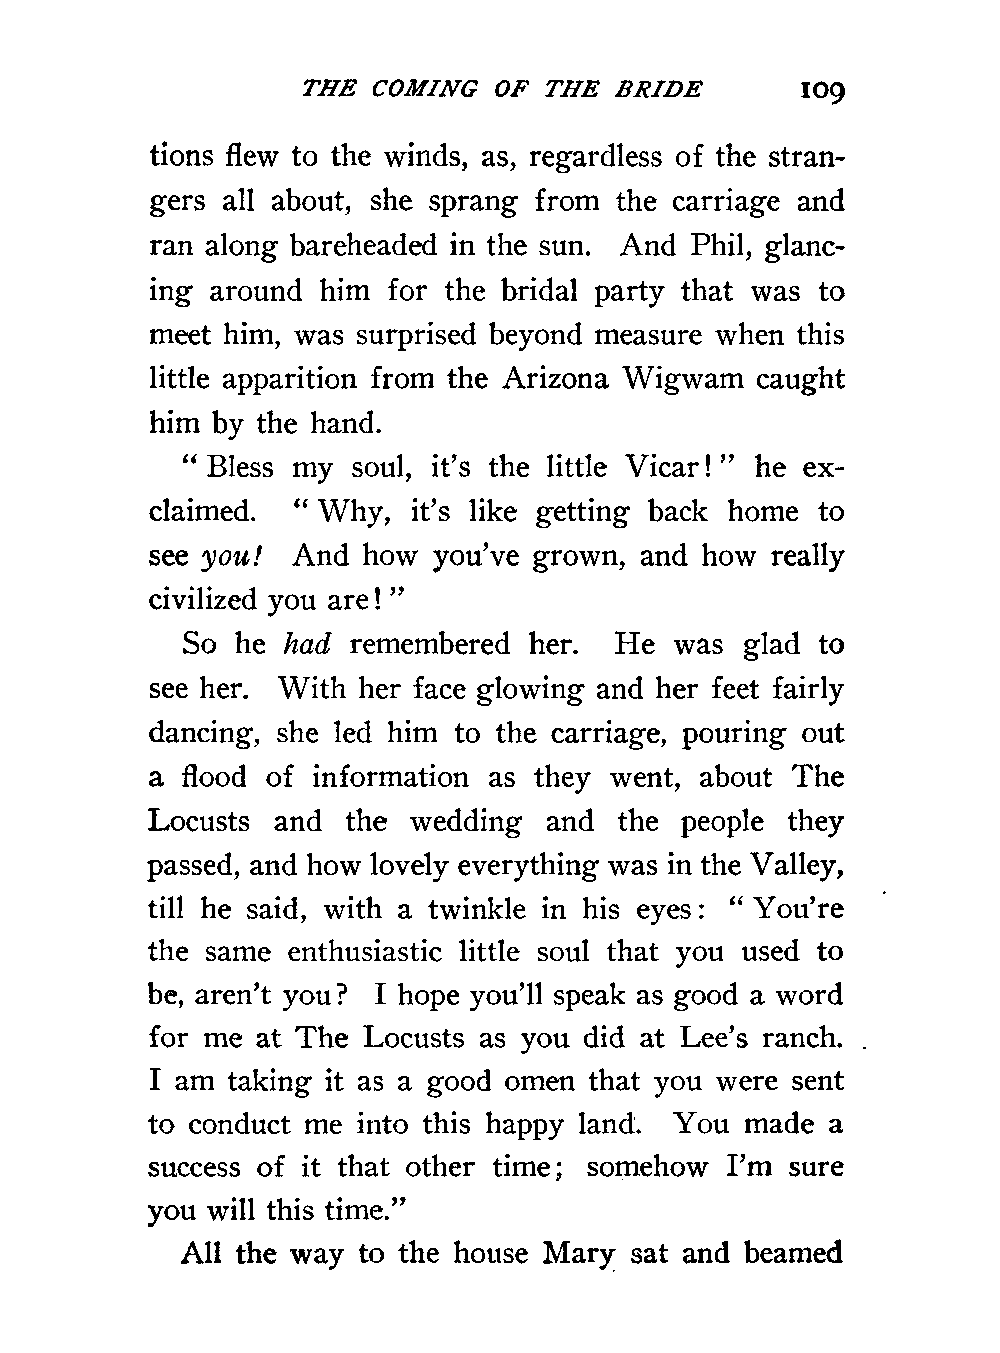 THE COMING OF THE BRIDE 109
tions flew to the winds, as, regardless of the stran-
gers all about, she sprang from the carriage and
ran along bareheaded in the sun. And Phil, glanc-
ing around him for the bridal party that was to
meet him, was surprised beyond measure when this
little apparition from the Arizona Wigwam caught
him by the hand.
“ Bless my soul, it’s the little Vicar! ” he ex-
claimed. “ Why, it’s like getting back home to
see you! And how you’ve grown, and how really
civilized you are! ”
So he had remembered her. He was glad to
see her. With her face glowing and her feet fairly
dancing, she led him to the carriage, pouring out
a flood of information as they went, about The
Locusts and the wedding and the people they
passed, and how lovely everything was in the Valley,
till he said, with a twinkle in his eyes: “ You’re
the same enthusiastic little soul that you used to
be, aren’t you? I hope you’ll speak as good a word
for me at The Locusts as you did at Lee’s ranch.
I am taking it as a good omen that you were sent
to conduct me into this happy land. You made a
success of it that other time; somehow I’m sure
you will this time.”
All the way to the house Mary sat and beamed